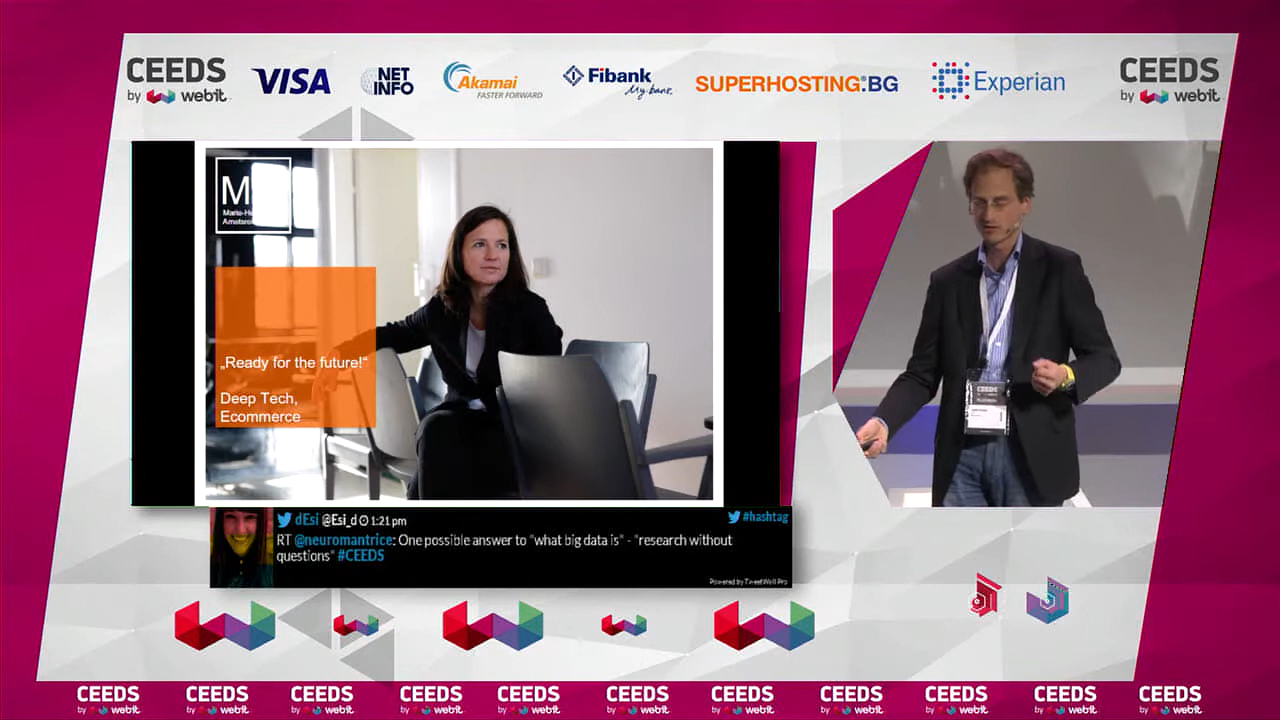 CEEDS
by webit
VISA
NET
INFO
Akamai
FASTER FORWARD
Fibank
My bank
SUPERHOSTING.BG
Experian
CEEDS
by webit
M
„Ready for the future!“
Deep Tech,
Ecommerce
CEEDS
dEsi @Esi_d 1:21 pm
#hashtag
RT @neuromantrice: One possible answer to "what big data is" - "research without
questions" #CEEDS
Powered by TweetWall Pro
CEEDS
by webit
CEEDS
by webit
CEEDS
by webit
CEEDS
by webit
CEEDS
by webit
CEEDS
by webit
CEEDS
by webit
CEEDS
by webit
CEEDS
by webit
CEEDS
by webit
CEEDS
by webit